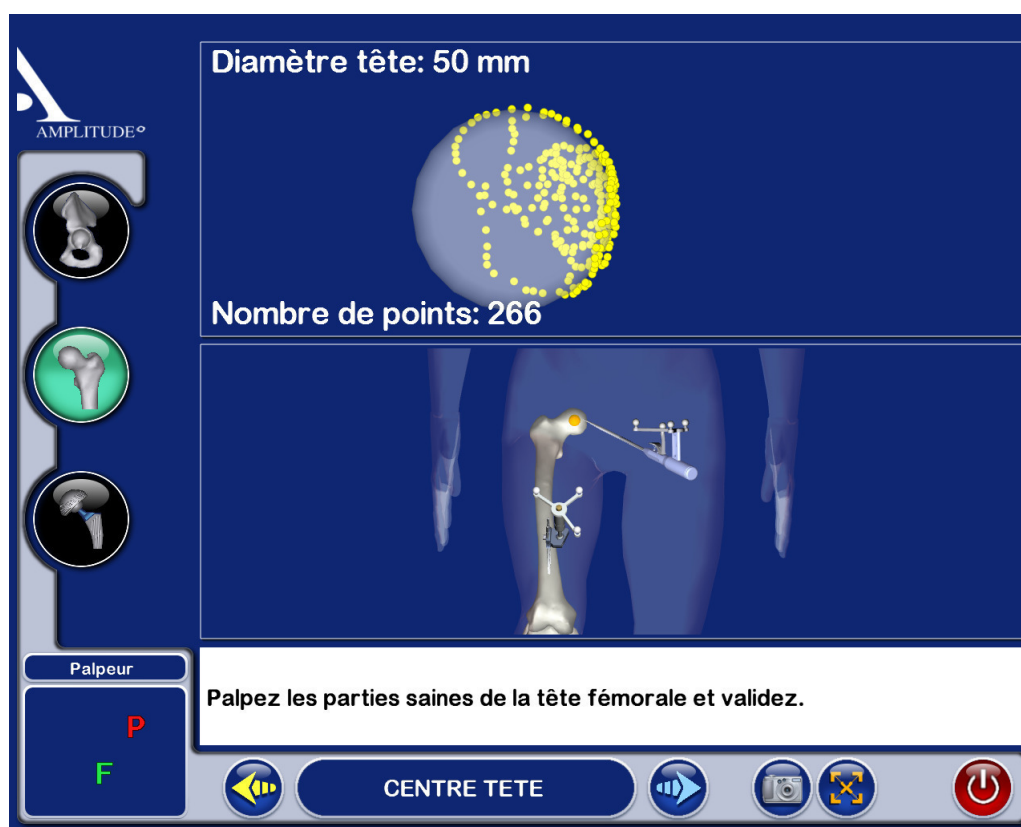 Diamètre tête: 50 mm
AMPLITUDE
Nombre de points: 266
Palpeur
Palpez les parties saines de la tête fémorale et validez.
P
F
CENTRE TETE